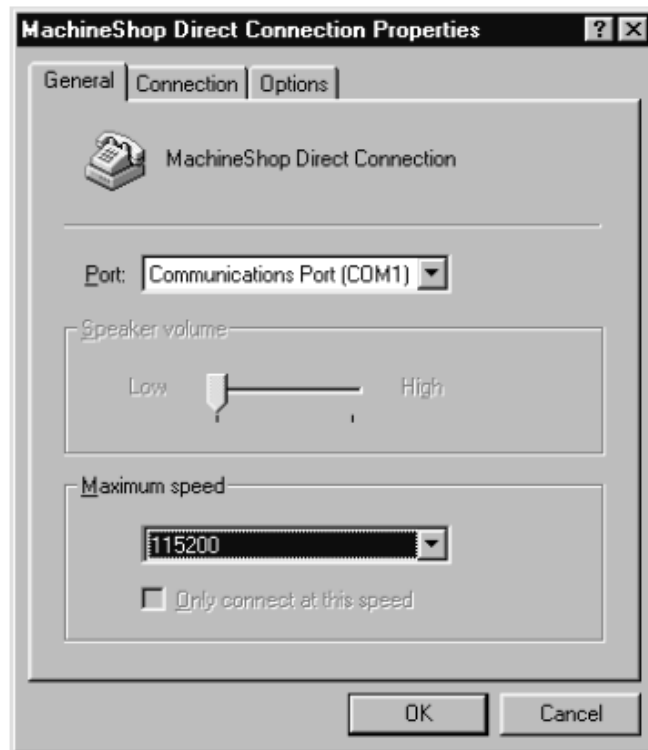 MachineShop Direct Connection Properties
General Connection Options
MachineShop Direct Connection
Port: Communications Port (COM1)
Speaker volume
Low High
Maximum speed
115200
Only connect at this speed
OK Cancel